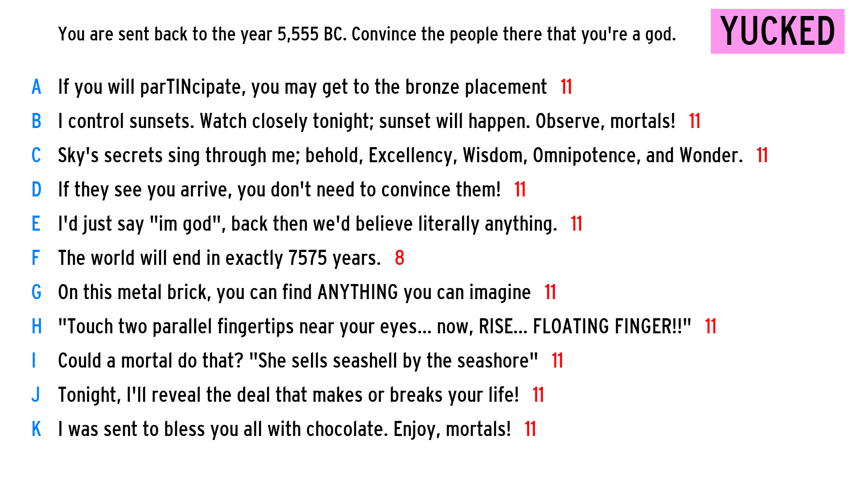 You are sent back to the year 5,555 BC. Convince the people there that you're a god.
YUCKED
A If you will parTINcipate, you may get to the bronze placement 11
B I control sunsets. Watch closely tonight; sunset will happen. Observe, mortals! 11
C Sky's secrets sing through me; behold, Excellency, Wisdom, Omnipotence, and Wonder. 11
D If they see you arrive, you don't need to convince them! 11
E I'd just say "im god", back then we'd believe literally anything. 11
F The world will end in exactly 7575 years. 8
G On this metal brick, you can find ANYTHING you can imagine 11
H "Touch two parallel fingertips near your eyes... now, RISE... FLOATING FINGER!!" 11
I Could a mortal do that? "She sells seashell by the seashore" 11
J Tonight, I'll reveal the deal that makes or breaks your life! 11
K I was sent to bless you all with chocolate. Enjoy, mortals! 11